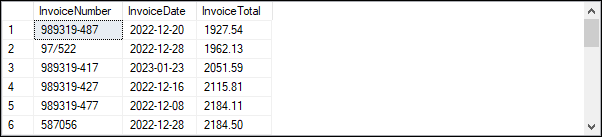 InvoiceNumber InvoiceDate InvoiceTotal
1 989319-487 2022-12-20 1927.54
2 97/522 2022-12-28 1962.13
3 989319-417 2023-01-23 2051.59
4 989319-427 2022-12-16 2115.81
5 989319-477 2022-12-08 2184.11
6 587056 2022-12-28 2184.50